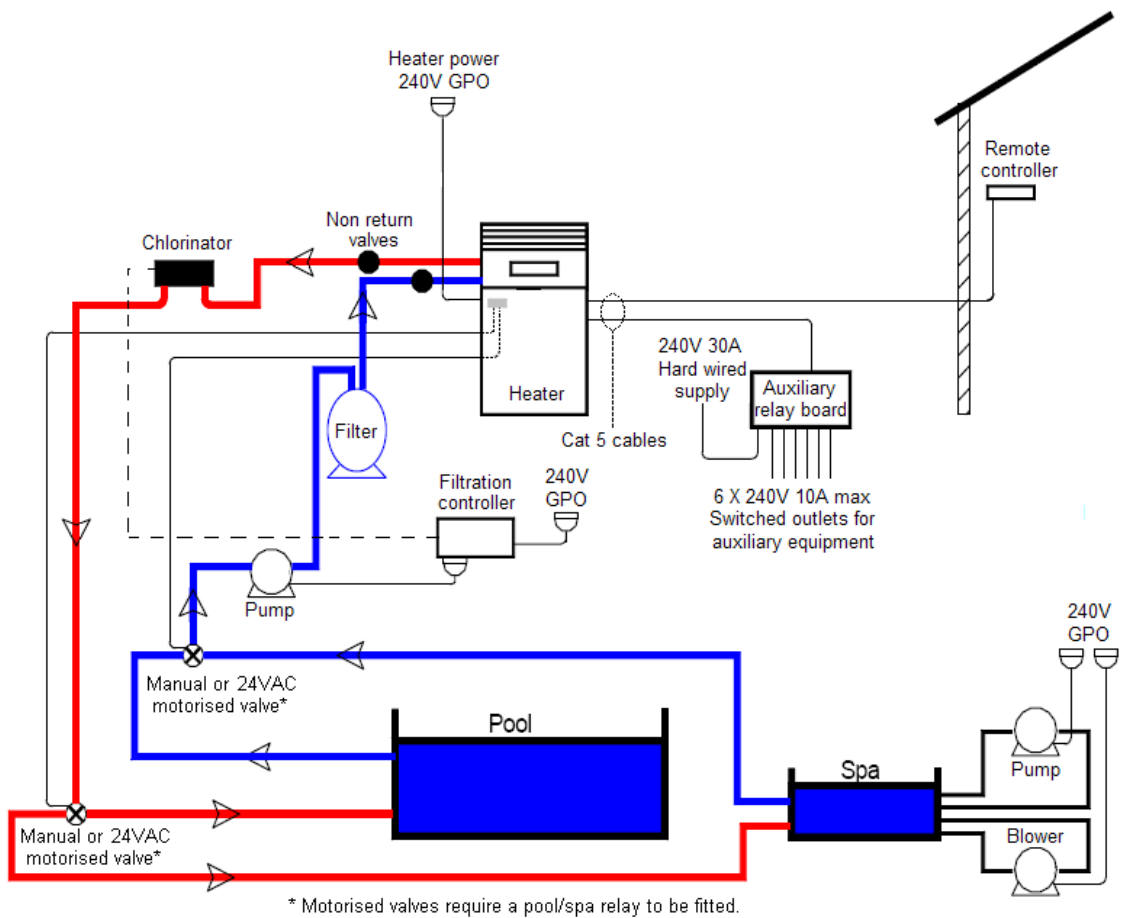 Heater power
240V GPO
Remote
controller
Non return
valves
Chlorinator
240V 30A
Hard wired
supply
Auxiliary
relay board
Heater
Filter
Cat 5 cables
Filtration
controller
240V
GPO
6 X 240V 10A max
Switched outlets for
auxiliary equipment
Pump
240V
GPO
Manual or 24VAC
motorised valve*
Pool
Spa
Pump
Manual or 24VAC
motorised valve*
Blower
* Motorised valves require a pool/spa relay to be fitted.